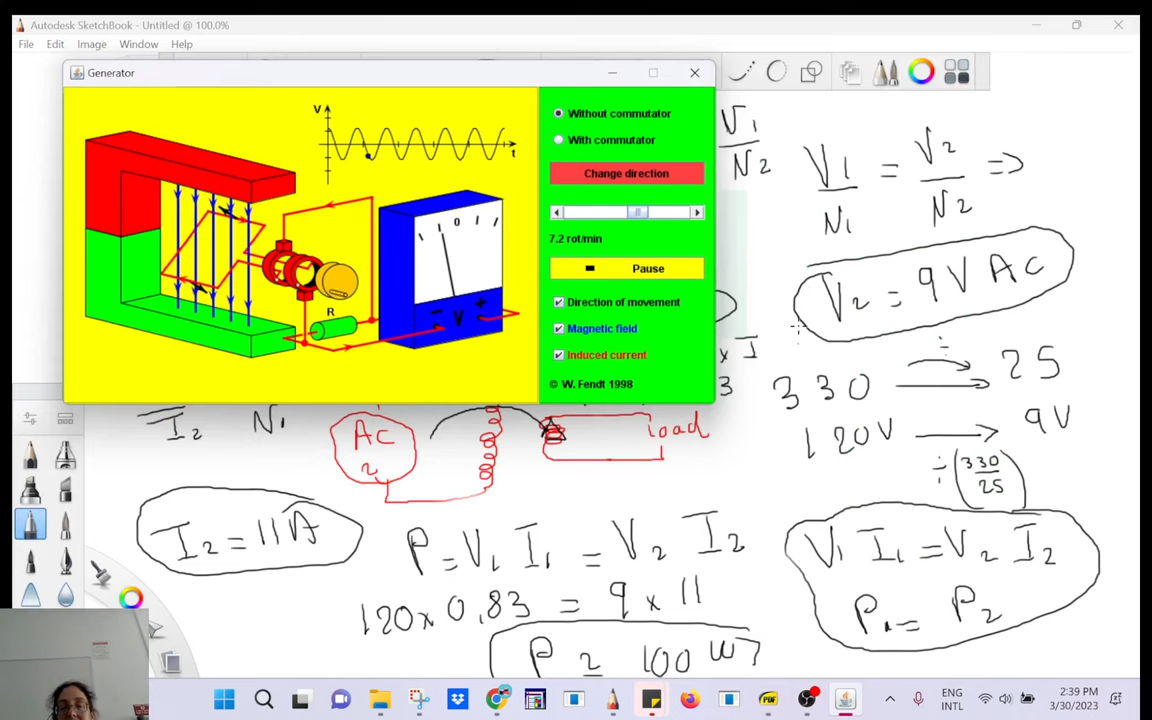 Autodesk SketchBook - Untitled @ 100.0%
File Edit Image Window Help
Generator
V
t
R
0
- V +
Without commutator
With commutator
Change direction
7.2 rot/min
Pause
Direction of movement
Magnetic field
Induced current
© W. Fendt 1998
V1
N2
V1 = V2 =>
N1 N2
V2 = 9V AC
x I
3
330 ÷ 25
120V 9V
÷ (330
25)
I2 N1
AC
load
I2 = 11A
P = V1 I1 = V2 I2
120 x 0,83 = 9 x 11
P = 100 W
V1 I1 = V2 I2
P1 = P2
ENG
INTL
2:39 PM
3/30/2023